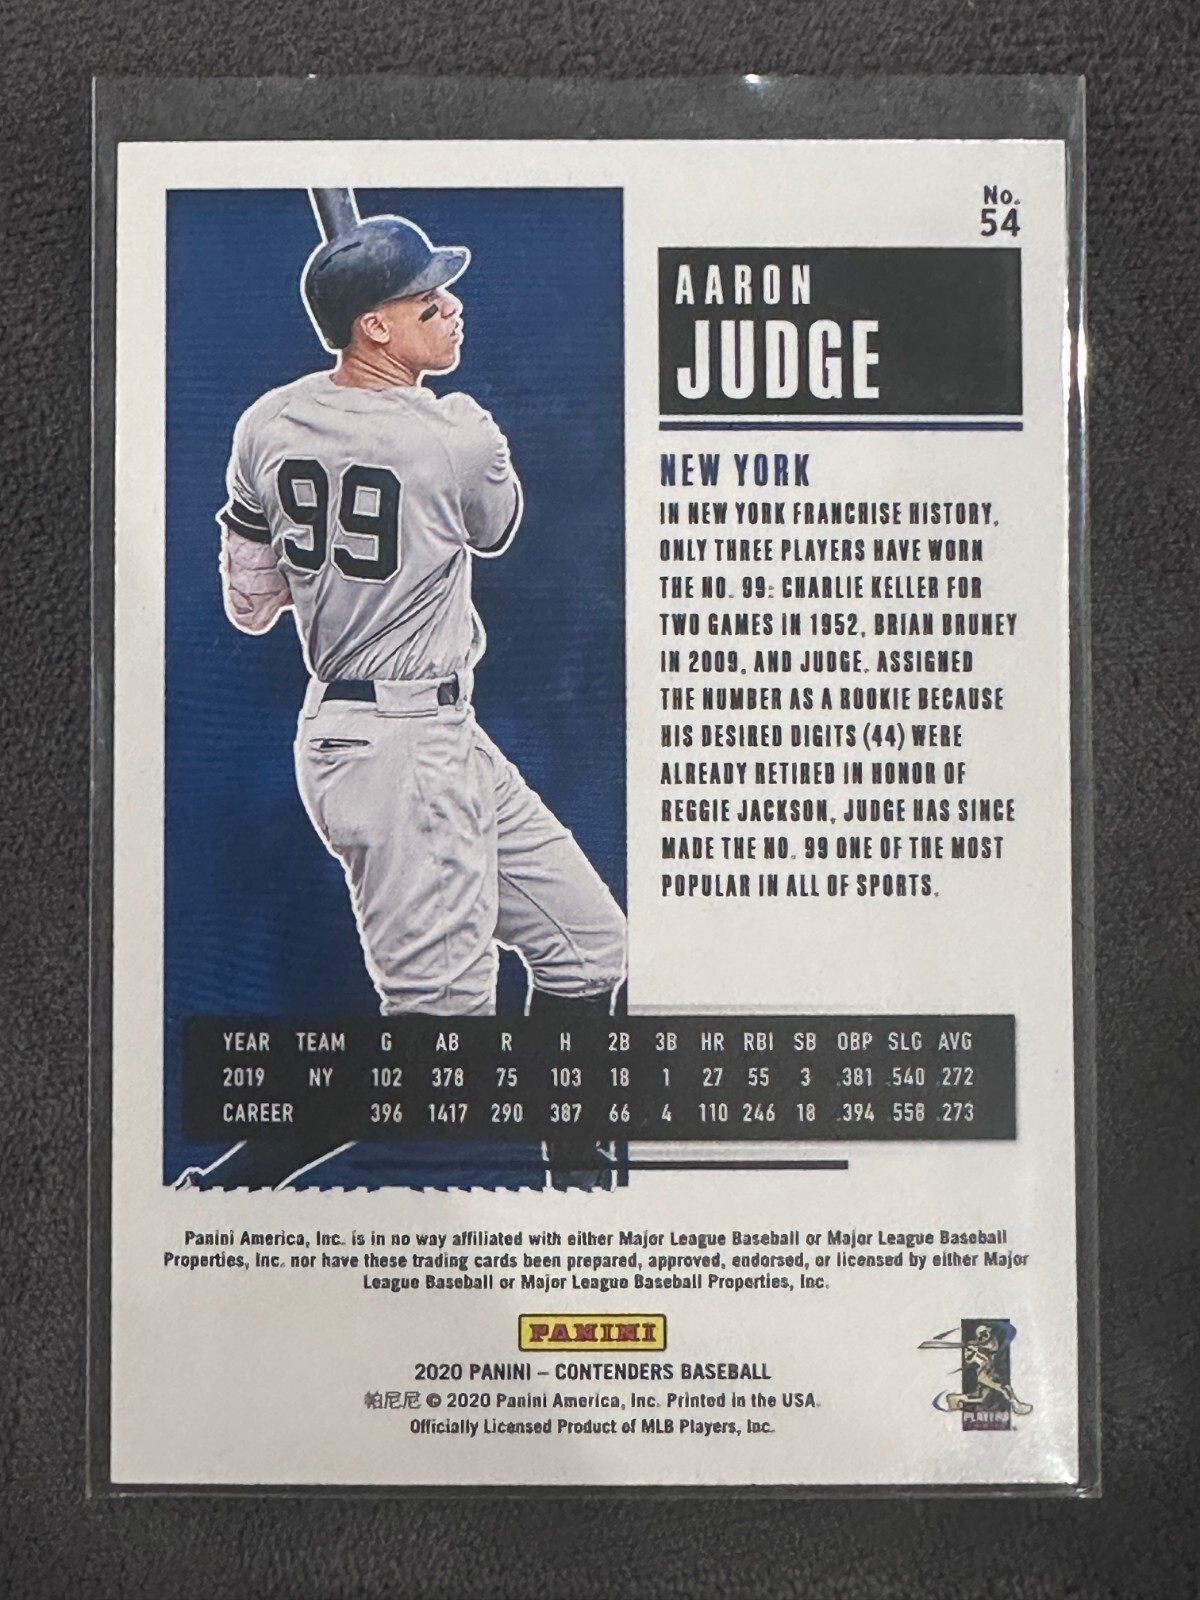 No.
54
AARON
JUDGE
99
NEW YORK
IN NEW YORK FRANCHISE HISTORY,
ONLY THREE PLAYERS HAVE WORN
THE NO. 99: CHARLIE KELLER FOR
TWO GAMES IN 1952, BRIAN BRUNEY
IN 2009, AND JUDGE. ASSIGNED
THE NUMBER AS A ROOKIE BECAUSE
HIS DESIRED DIGITS (44) WERE
ALREADY RETIRED IN HONOR OF
REGGIE JACKSON, JUDGE HAS SINCE
MADE THE NO. 99 ONE OF THE MOST
POPULAR IN ALL OF SPORTS.
YEAR TEAM G AB R H 2B 3B HR RBI SB OBP SLG AVG
2019 NY 102 378 75 103 18 1 27 55 3 .381 .540 .272
CAREER 396 1417 290 387 66 4 110 246 18 .394 .558 .273
Panini America, Inc. is in no way affiliated with either Major League Baseball or Major League Baseball
Properties, Inc. nor have these trading cards been prepared, approved, endorsed, or licensed by either Major
League Baseball or Major League Baseball Properties, Inc.
PANINI
2020 PANINI – CONTENDERS BASEBALL
帕尼尼 © 2020 Panini America, Inc. Printed in the USA.
Officially Licensed Product of MLB Players, Inc.
PLAYERS